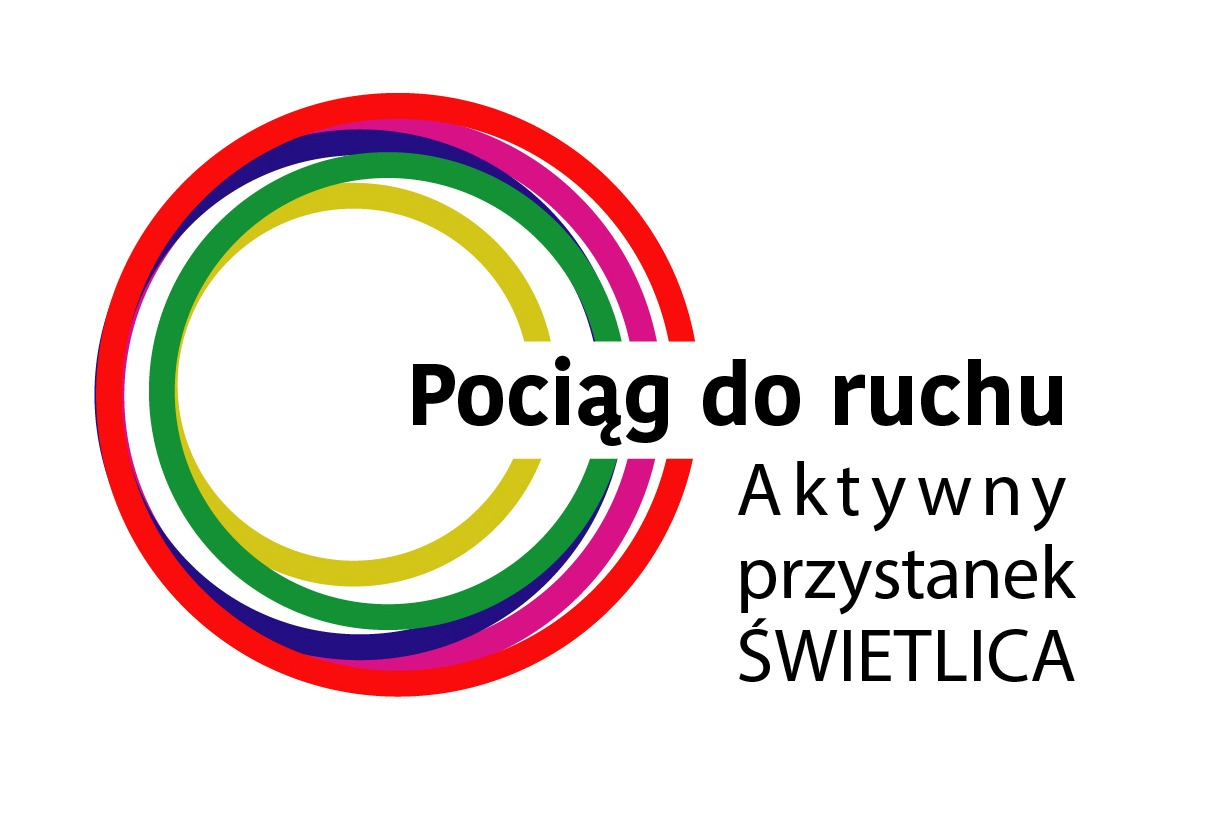 Pociąg do ruchu
Aktywny
przystanek
ŚWIETLICA